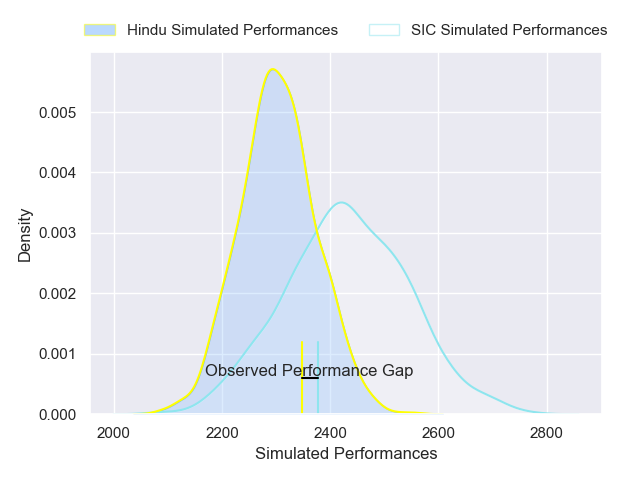 Hindu Simulated Performances SIC Simulated Performances
0.005
0.004
0.003
0.002
0.001
0.000
Density
Observed Performance Gap
2000 2200 2400 2600 2800
Simulated Performances